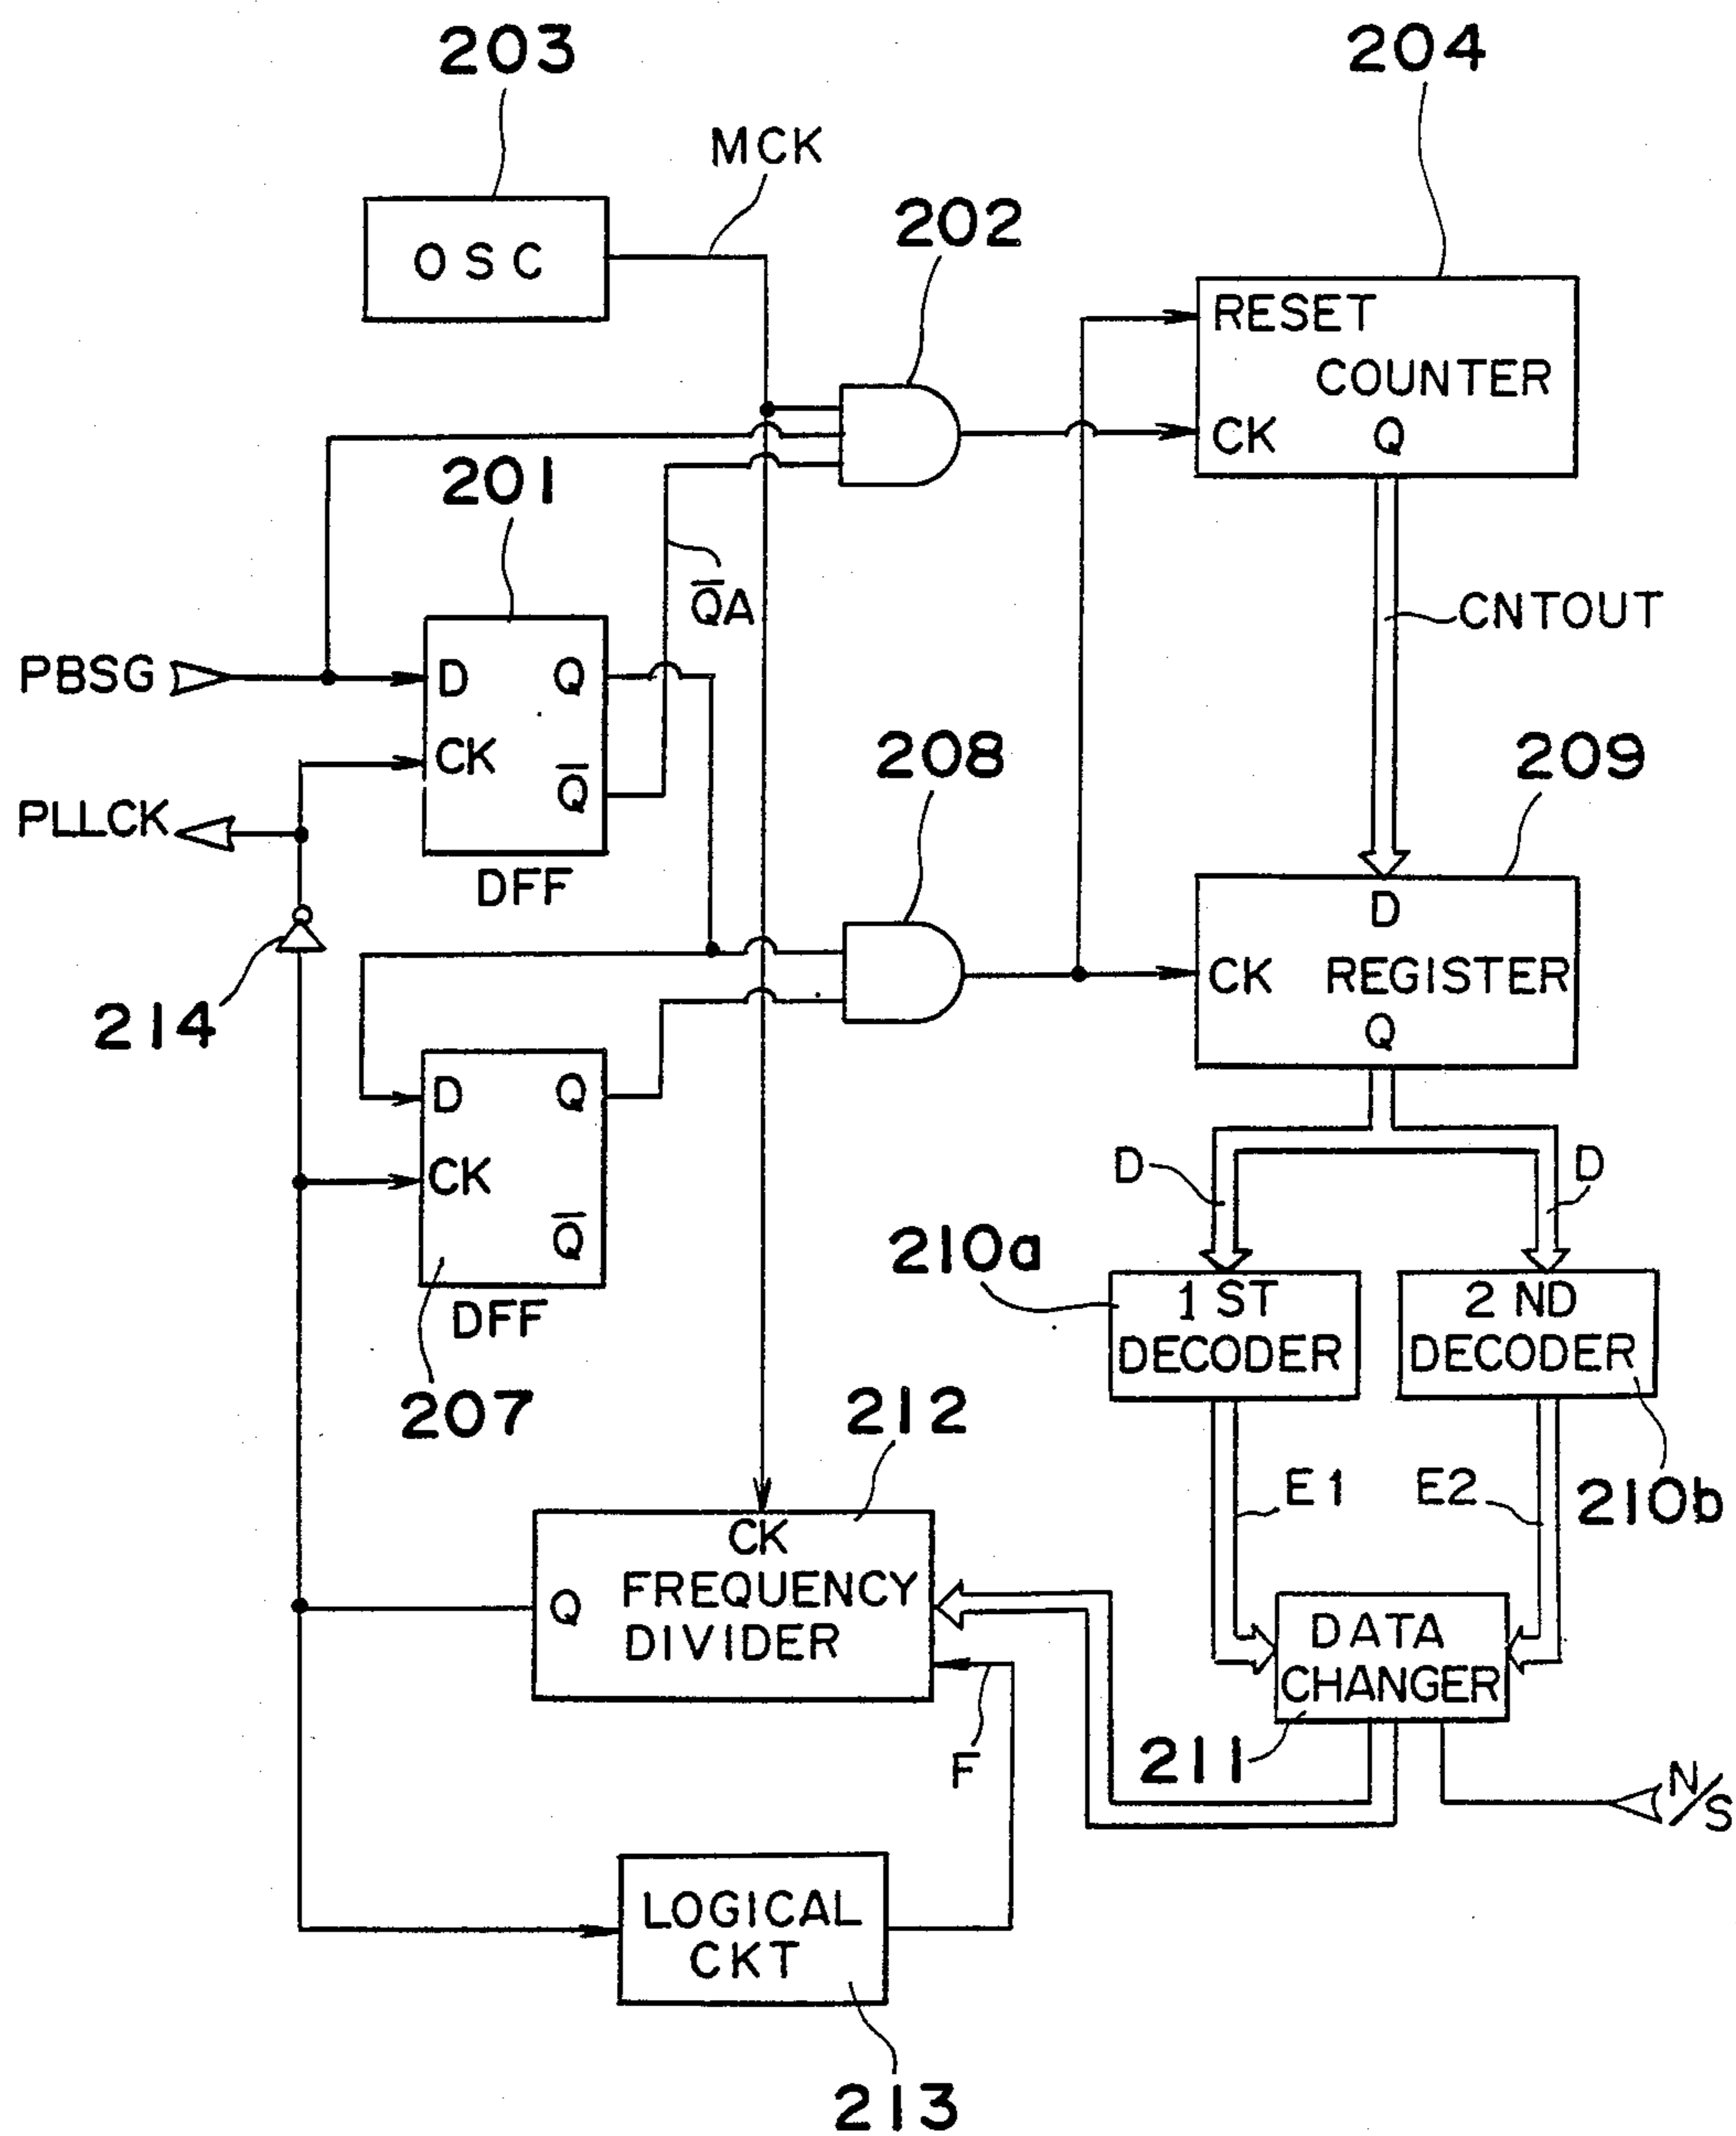 203
204
MCK
202
OSC
RESET
COUNTER
CK Q
201
Q̅A
CNTOUT
PBSG
D Q
CK
Q̅
208
209
PLLCK
DFF
D
CK REGISTER
Q
214
D Q
CK
Q̅
D D
210a
1 ST
DECODER
2 ND
DECODER
DFF
207
212
E1 E2
210b
CK
Q FREQUENCY
DIVIDER
DATA
CHANGER
F
211
N/S
LOGICAL
CKT
213